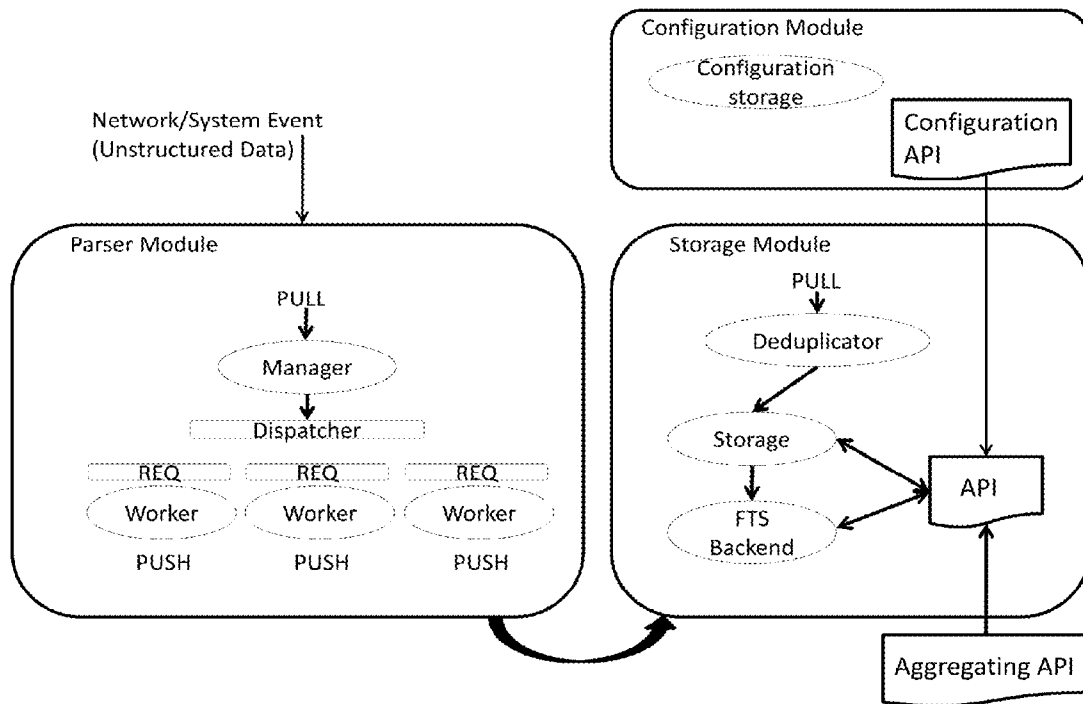 Configuration Module
Configuration
storage
Configuration
API
Network/System Event
(Unstructured Data)
Parser Module
PULL
Manager
Dispatcher
REQ REQ REQ
Worker Worker Worker
PUSH PUSH PUSH
Storage Module
PULL
Deduplicator
Storage
API
FTS
Backend
Aggregating API